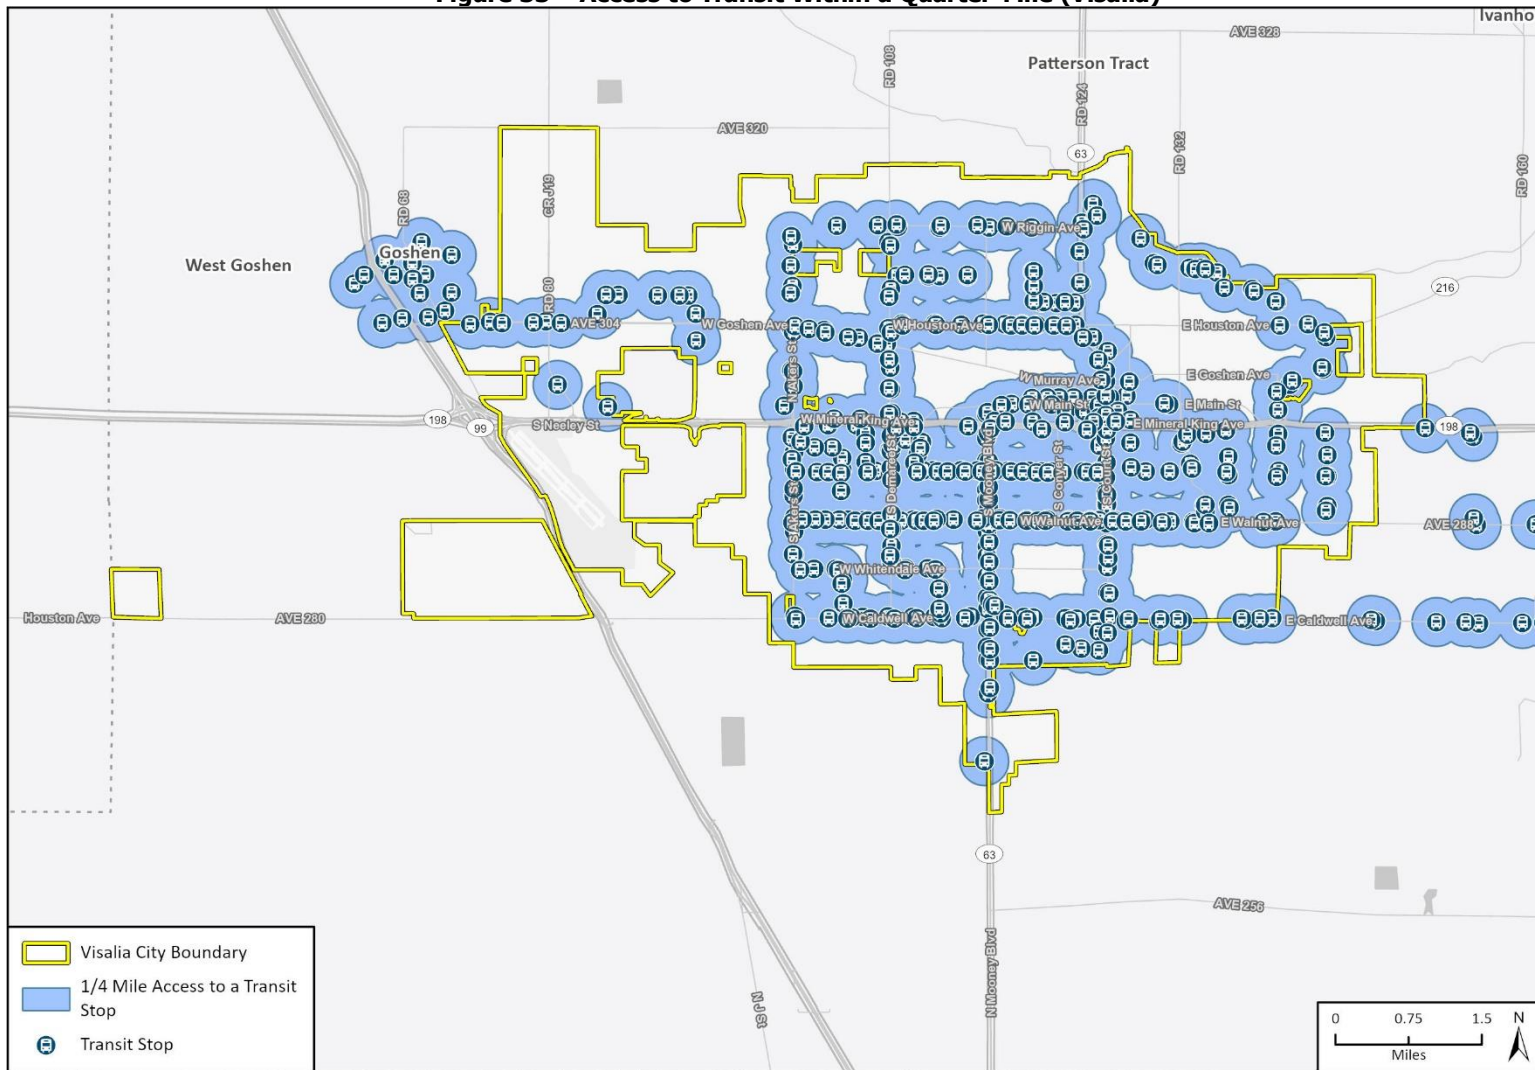 Ivanho
AVE 328
RD 108
Patterson Tract
RD 124
AVE 320
RD 132
63
RD 160
RD 68
CR J19
W Riggin Ave
Goshen
West Goshen
RD 80
216
AVE 304
W Goshen Ave
W Houston Ave
E Houston Ave
N Akers St
W Murray Ave
E Goshen Ave
W Main St
E Main St
198
99
S Neeley St
W Mineral King Ave
E Mineral King Ave
198
S Demaree St
S Mooney Blvd
S Conyer St
S Court St
S Akers St
W Walnut Ave
E Walnut Ave
AVE 288
W Whitendale Ave
Houston Ave
AVE 280
W Caldwell Ave
E Caldwell Ave
63
AVE 256
N Mooney Blvd
N J St
Visalia City Boundary
1/4 Mile Access to a Transit
Stop
Transit Stop
0 0.75 1.5
Miles
N